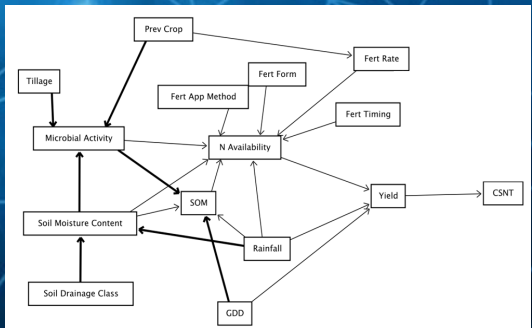 Prev Crop
Fert Rate
Fert Form
Tillage
Fert App Method
Fert Timing
Microbial Activity
N Availability
Yield
CSNT
SOM
Soil Moisture Content
Rainfall
Soil Drainage Class
GDD